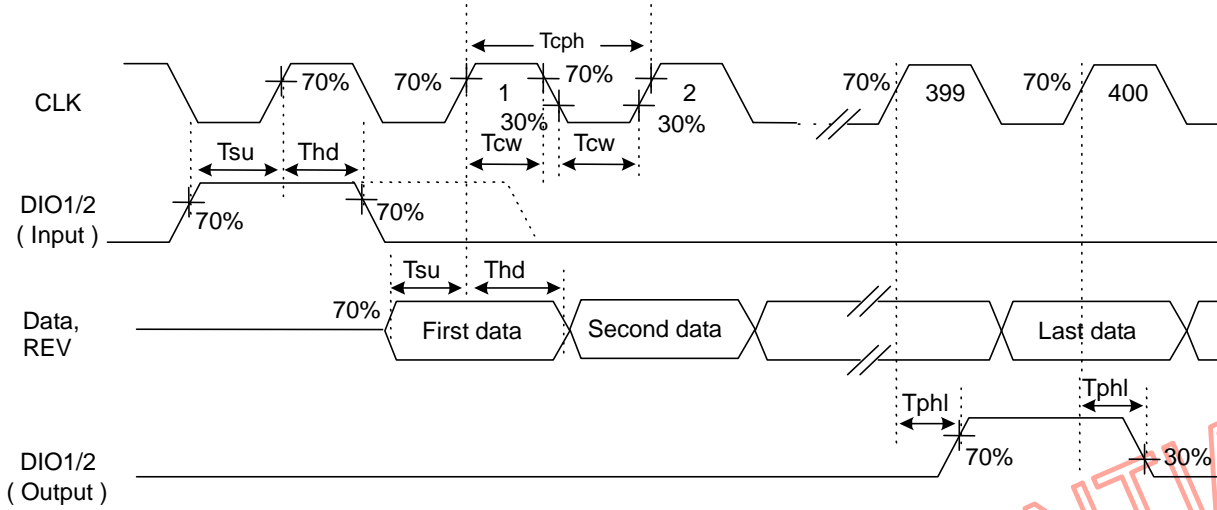 Tcph
CLK
70%
70%
1
70%
2
70%
399
70%
400
30%
30%
Tsu
Thd
Tcw
Tcw
DIO1/2
( Input )
70%
70%
Tsu
Thd
Data,
REV
70%
First data
Second data
Last data
Tphl
Tphl
DIO1/2
( Output )
70%
30%